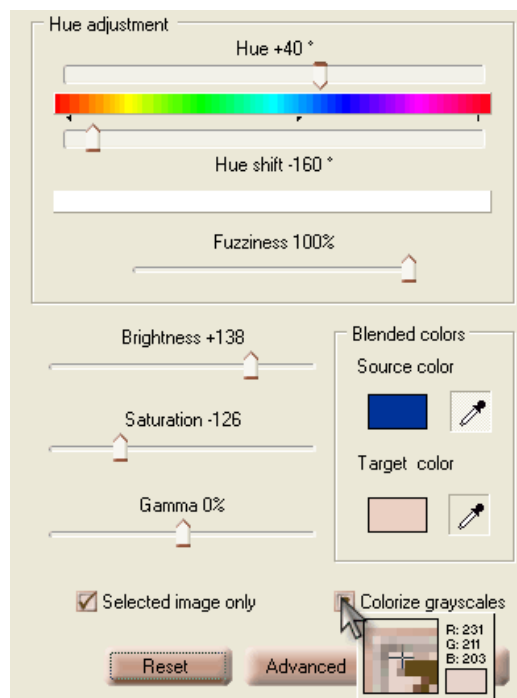 Hue adjustment
Hue +40 °
Hue shift -160 °
Fuzziness 100%
Brightness +138
Saturation -126
Gamma 0%
Blended colors
Source color
Target color
Selected image only
Colorize grayscales
R: 231
G: 211
B: 203
Reset
Advanced